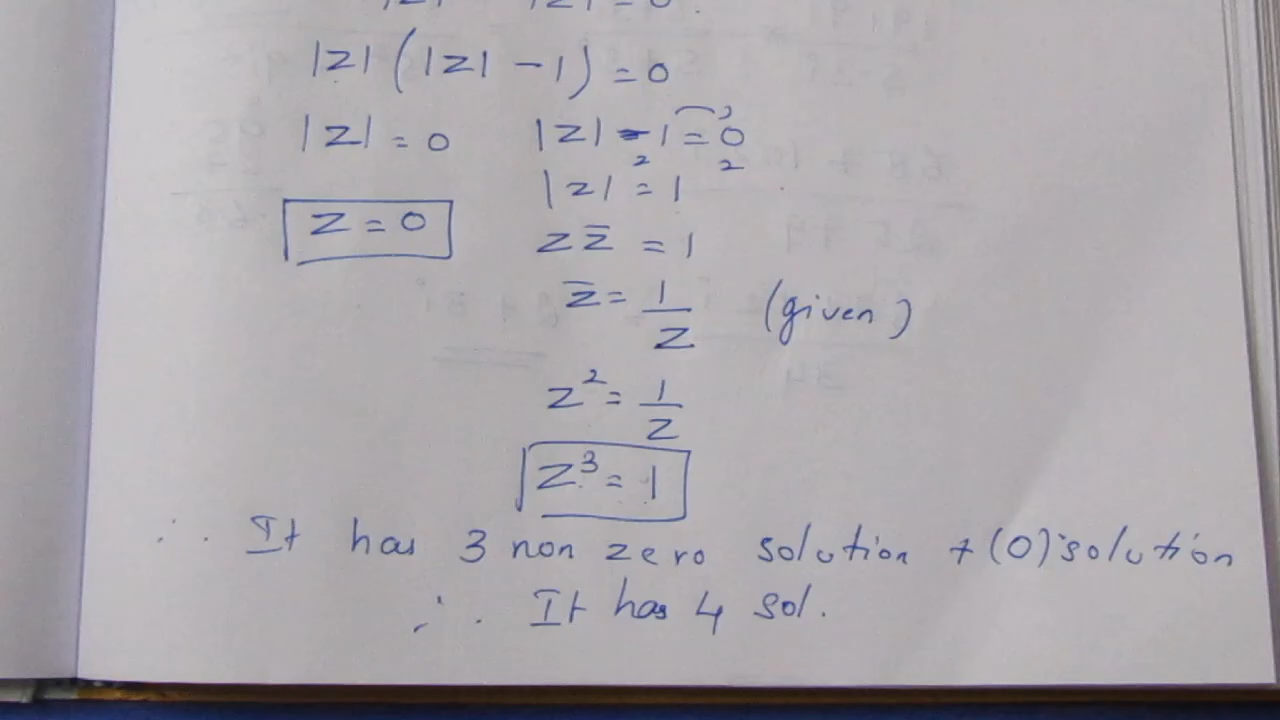 |z| (|z| - 1) = 0
|z| = 0 |z| - 1 = 0
|z|² = 1²
z = 0
z z̄ = 1
z̄ = 1/z (given)
z² = 1/z
z³ = 1
∴ It has 3 non zero solution + (0) solution
∴ It has 4 sol.